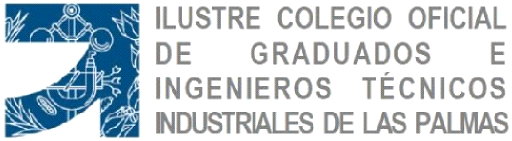 ILUSTRE COLEGIO OFICIAL
DE GRADUADOS E
INGENIEROS TÉCNICOS
INDUSTRIALES DE LAS PALMAS